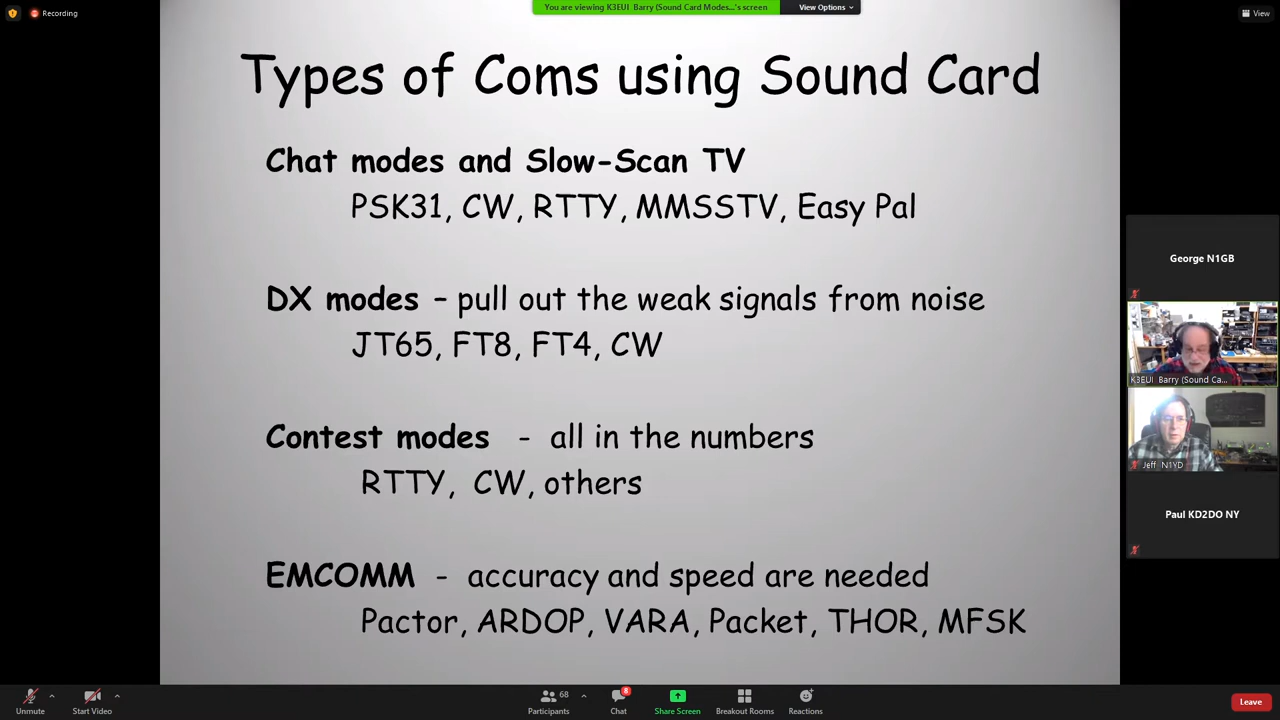 Recording
You are viewing K3EUI Barry (Sound Card Modes...'s screen
View Options
View
Types of Coms using Sound Card
Chat modes and Slow-Scan TV
PSK31, CW, RTTY, MMSSTV, Easy Pal
DX modes – pull out the weak signals from noise
JT65, FT8, FT4, CW
Contest modes - all in the numbers
RTTY, CW, others
EMCOMM - accuracy and speed are needed
Pactor, ARDOP, VARA, Packet, THOR, MFSK
George N1GB
K3EUI Barry (Sound Ca...
Jeff N1YD
Paul KD2DO NY
Unmute
Start Video
68
Participants
8
Chat
Share Screen
Breakout Rooms
Reactions
Leave